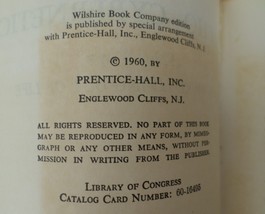 Wilshire Book Company edition
is published by special arrangement
with Prentice-Hall, Inc., Englewood Cliffs, N. J.
© 1960, BY
PRENTICE-HALL, INC.
ENGLEWOOD CLIFFS, N.J.
ALL RIGHTS RESERVED. NO PART OF THIS BOOK
MAY BE REPRODUCED IN ANY FORM, BY MIMEO-
GRAPH OR ANY OTHER MEANS, WITHOUT PER-
MISSION IN WRITING FROM THE PUBLISHER.
LIBRARY OF CONGRESS
CATALOG CARD NUMBER: 60-16466